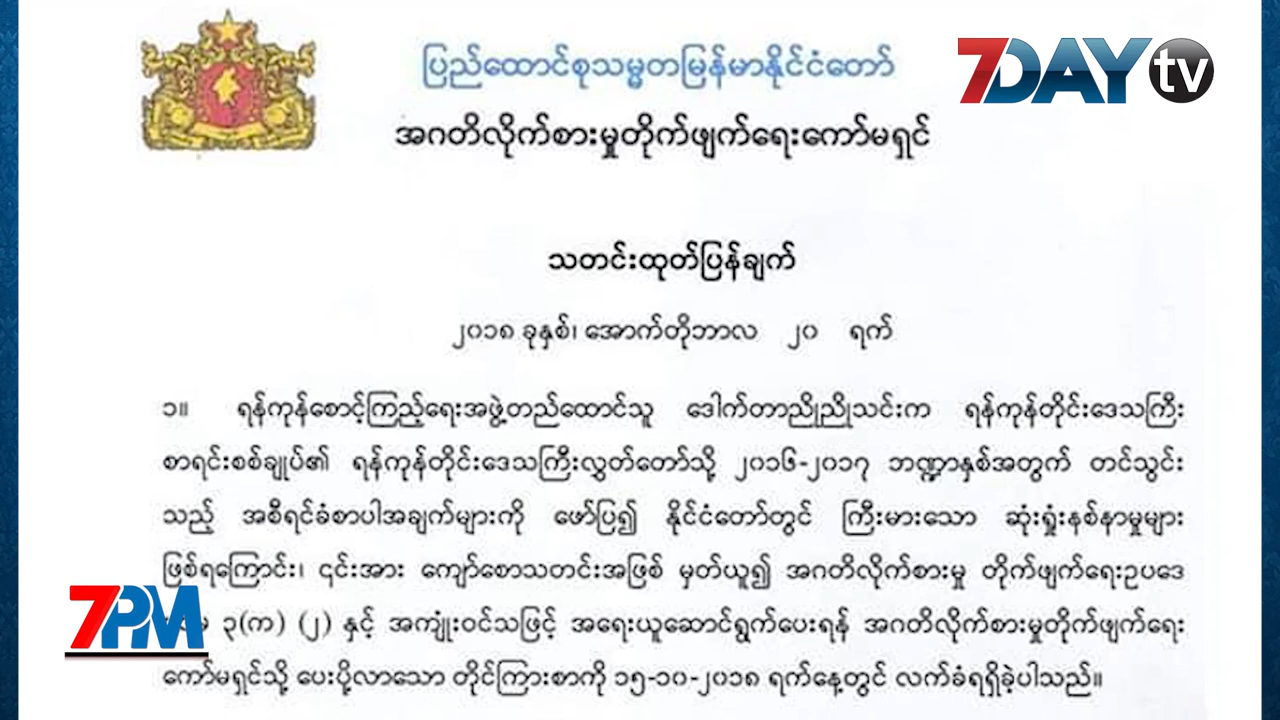 7DAY tv
ပြည်ထောင်စုသမ္မတမြန်မာနိုင်ငံတော်
အဂတိလိုက်စားမှုတိုက်ဖျက်ရေးကော်မရှင်
သတင်းထုတ်ပြန်ချက်
၂၀၁၈ ခုနှစ်၊ အောက်တိုဘာလ ၂၀ ရက်
၁။ ရန်ကုန်စောင့်ကြည့်ရေးအဖွဲ့တည်ထောင်သူ ဒေါက်တာညိုညိုသင်းက ရန်ကုန်တိုင်းဒေသကြီး
စာရင်းစစ်ချုပ်၏ ရန်ကုန်တိုင်းဒေသကြီးလွှတ်တော်သို့ ၂၀၁၆-၂၀၁၇ ဘဏ္ဍာနှစ်အတွက် တင်သွင်း
သည့် အစီရင်ခံစာပါအချက်များကို ဖော်ပြ၍ နိုင်ငံတော်တွင် ကြီးမားသော ဆုံးရှုံးနစ်နာမှုများ
ဖြစ်ရကြောင်း၊ ၎င်းအား ကျော်စောသတင်းအဖြစ် မှတ်ယူ၍ အဂတိလိုက်စားမှု တိုက်ဖျက်ရေးဥပဒေ
၃(က) (၂) နှင့် အကျုံးဝင်သဖြင့် အရေးယူဆောင်ရွက်ပေးရန် အဂတိလိုက်စားမှုတိုက်ဖျက်ရေး
ကော်မရှင်သို့ ပေးပို့လာသော တိုင်ကြားစာကို ၁၅-၁၀-၂၀၁၈ ရက်နေ့တွင် လက်ခံရရှိခဲ့ပါသည်။
7PM